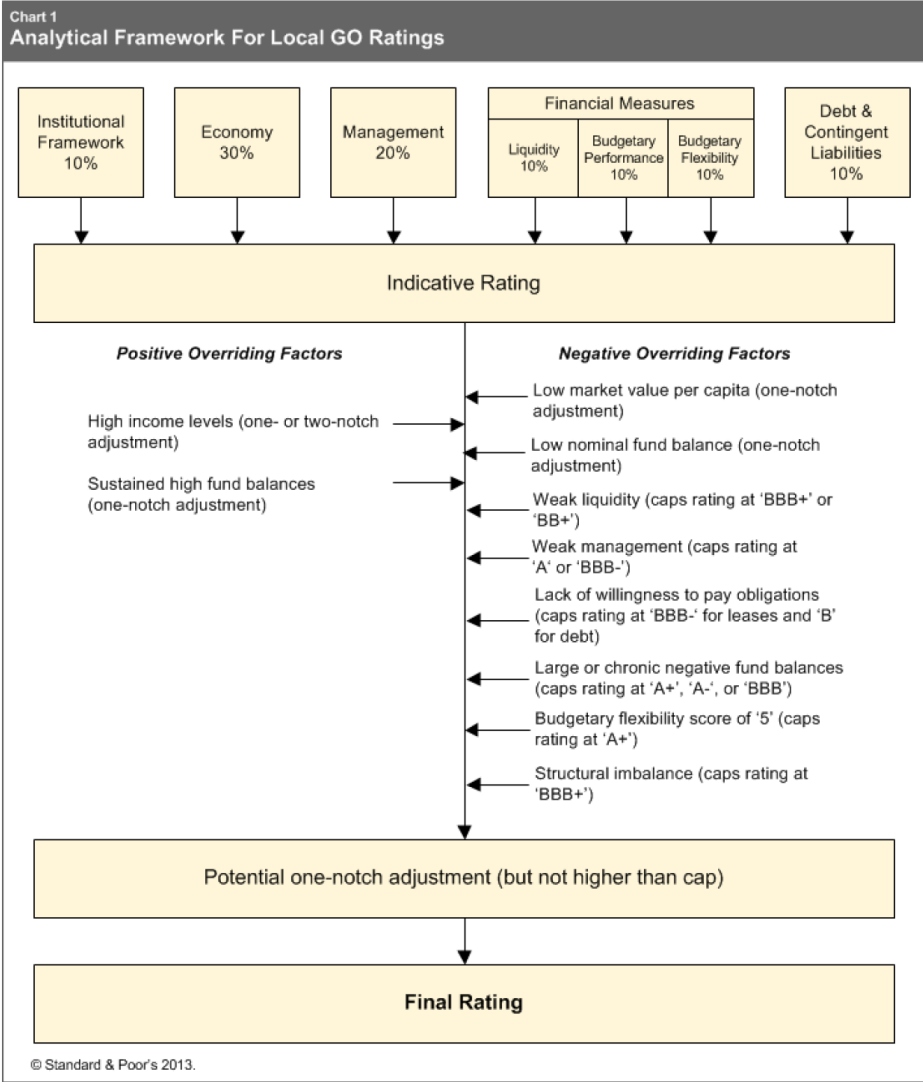 Chart 1
Analytical Framework For Local GO Ratings
Institutional
Framework
10%
Economy
30%
Management
20%
Financial Measures
Liquidity
10%
Budgetary
Performance
10%
Budgetary
Flexibility
10%
Debt &
Contingent
Liabilities
10%
Indicative Rating
Positive Overriding Factors
High income levels (one- or two-notch
adjustment)
Sustained high fund balances
(one-notch adjustment)
Negative Overriding Factors
Low market value per capita (one-notch
adjustment)
Low nominal fund balance (one-notch
adjustment)
Weak liquidity (caps rating at ‘BBB+’ or
‘BB+’)
Weak management (caps rating at
‘A‘ or ‘BBB-’)
Lack of willingness to pay obligations
(caps rating at ‘BBB-‘ for leases and ‘B’
for debt)
Large or chronic negative fund balances
(caps rating at ‘A+’, ‘A-‘, or ‘BBB’)
Budgetary flexibility score of ‘5’ (caps
rating at ‘A+’)
Structural imbalance (caps rating at
‘BBB+’)
Potential one-notch adjustment (but not higher than cap)
Final Rating
© Standard & Poor’s 2013.